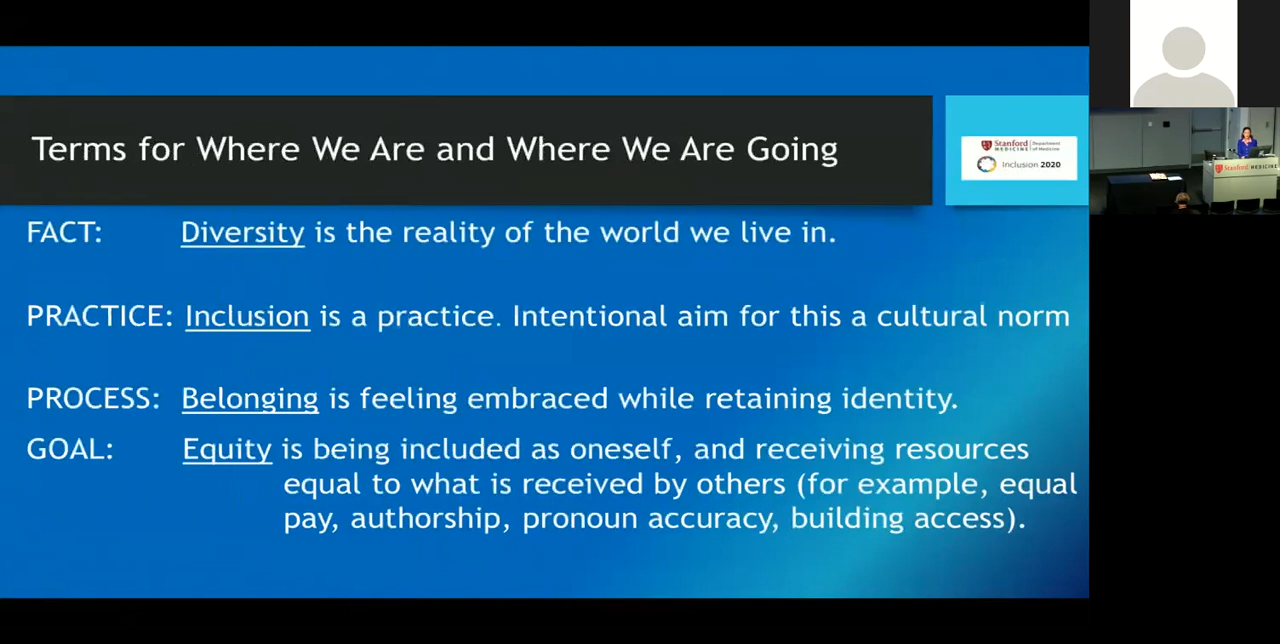 Terms for Where We Are and Where We Are Going
Stanford MEDICINE Department of Medicine
Inclusion 2020
FACT: Diversity is the reality of the world we live in.
PRACTICE: Inclusion is a practice. Intentional aim for this a cultural norm
PROCESS: Belonging is feeling embraced while retaining identity.
GOAL: Equity is being included as oneself, and receiving resources
equal to what is received by others (for example, equal
pay, authorship, pronoun accuracy, building access).
Stanford MEDICINE